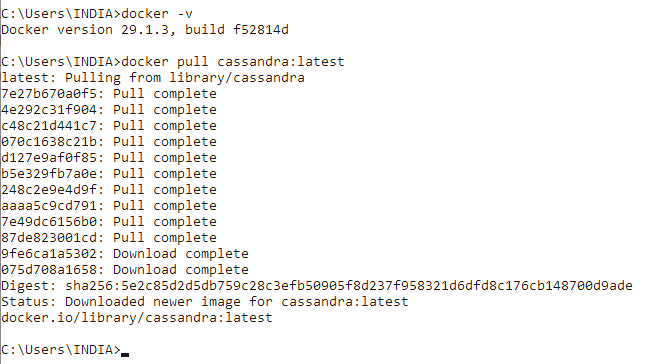 C:\Users\INDIA>docker -v
Docker version 29.1.3, build f52814d
C:\Users\INDIA>docker pull cassandra:latest
latest: Pulling from library/cassandra
7e27b670a0f5: Pull complete
4e292c31f904: Pull complete
c48c21d441c7: Pull complete
070c1638c21b: Pull complete
d127e9af0f85: Pull complete
b5e329fb7a0e: Pull complete
248c2e9e4d9f: Pull complete
aaaa5c9cd791: Pull complete
7e49dc6156b0: Pull complete
87de823001cd: Pull complete
9fe6ca1a5302: Download complete
075d708a1658: Download complete
Digest: sha256:5e2c85d2d5db759c28c3efb50905f8d237f958321d6dfd8c176cb148700d9ade
Status: Downloaded newer image for cassandra:latest
docker.io/library/cassandra:latest
C:\Users\INDIA>